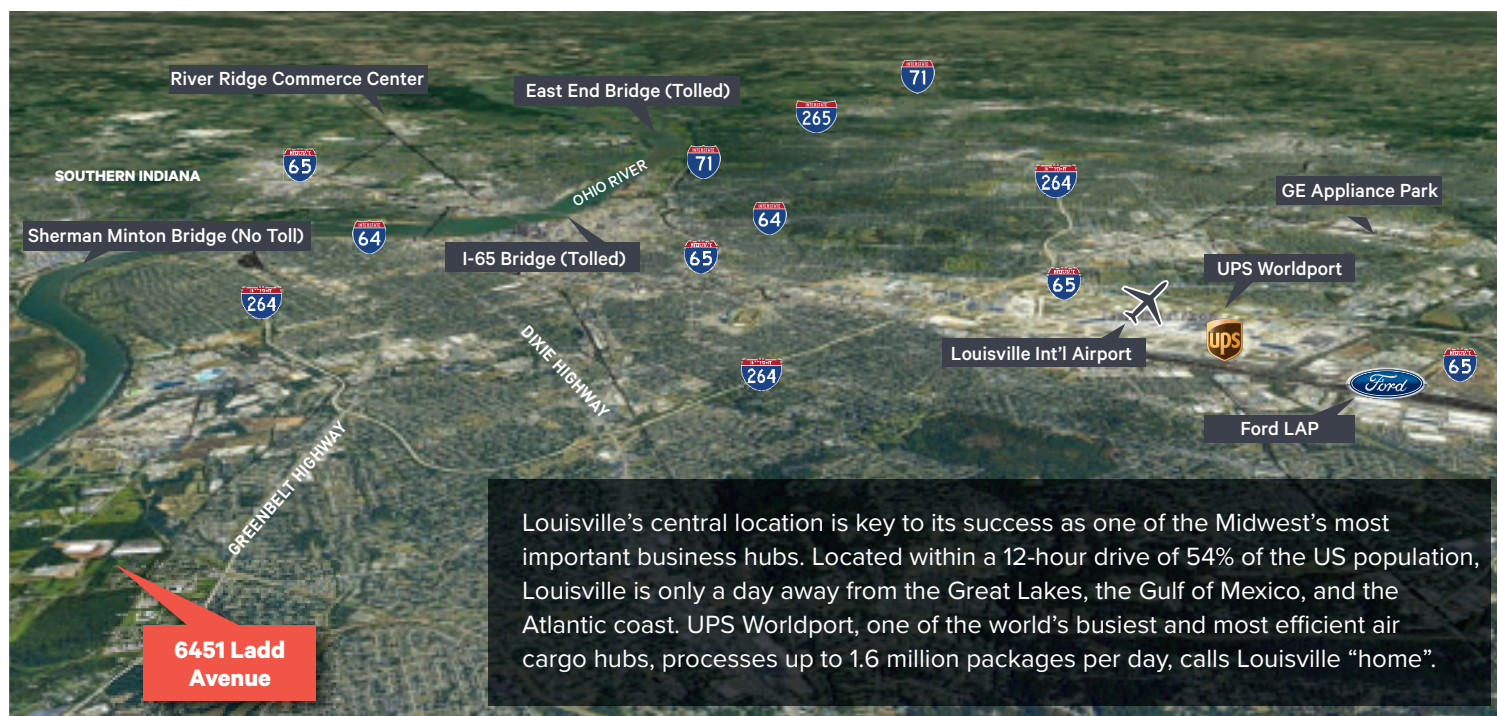 River Ridge Commerce Center
East End Bridge (Tolled)
INTERSTATE
71
INTERSTATE
265
65
INTERSTATE
71
SOUTHERN INDIANA
OHIO RIVER
INTERSTATE
264
GE Appliance Park
INTERSTATE
64
Sherman Minton Bridge (No Toll)
INTERSTATE
64
I-65 Bridge (Tolled)
65
UPS Worldport
65
264
ups
Louisville Int'l Airport
DIXIE HIGHWAY
264
65
Ford
Ford LAP
GREENBELT HIGHWAY
Louisville’s central location is key to its success as one of the Midwest’s most
important business hubs. Located within a 12-hour drive of 54% of the US population,
Louisville is only a day away from the Great Lakes, the Gulf of Mexico, and the
Atlantic coast. UPS Worldport, one of the world’s busiest and most efficient air
cargo hubs, processes up to 1.6 million packages per day, calls Louisville “home”.
6451 Ladd
Avenue